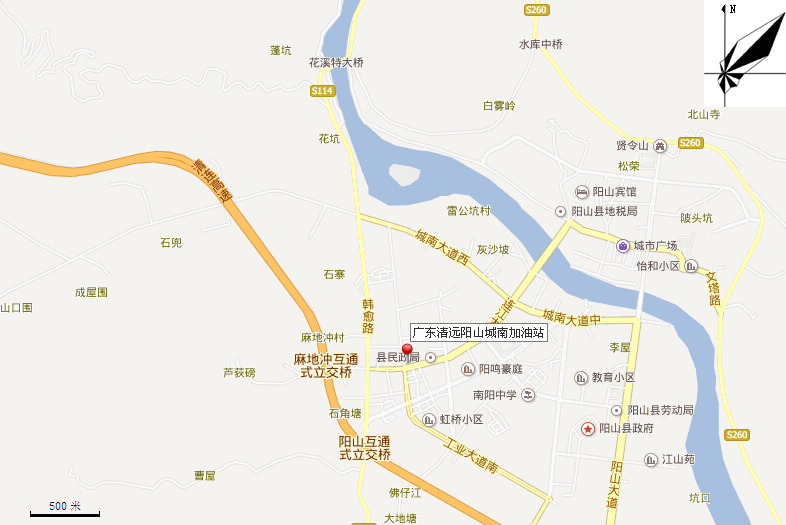 S260
N
水库中桥
蓬坑
花溪特大桥
S114
白雾岭
北山寺
花坑
S260
贤令山
清连高速
松荣
阳山宾馆
雷公坑村
阳山县地税局
陂头坑
城南大道西
石兜
灰沙坡
城市广场
怡和小区
石寨
文塔路
成屋围
山口围
韩愈路
城南大道中
广东清远阳山城南加油站
麻地冲村
李屋
麻地冲互通
式立交桥
县民政局
芦荻磅
阳鸣豪庭
教育小区
南阳中学
石角塘
虹桥小区
阳山县劳动局
阳山县政府
阳山互通
式立交桥
S260
工业大道南
江山苑
曹屋
阳山大道
佛仔江
坑口
500 米
大地塘